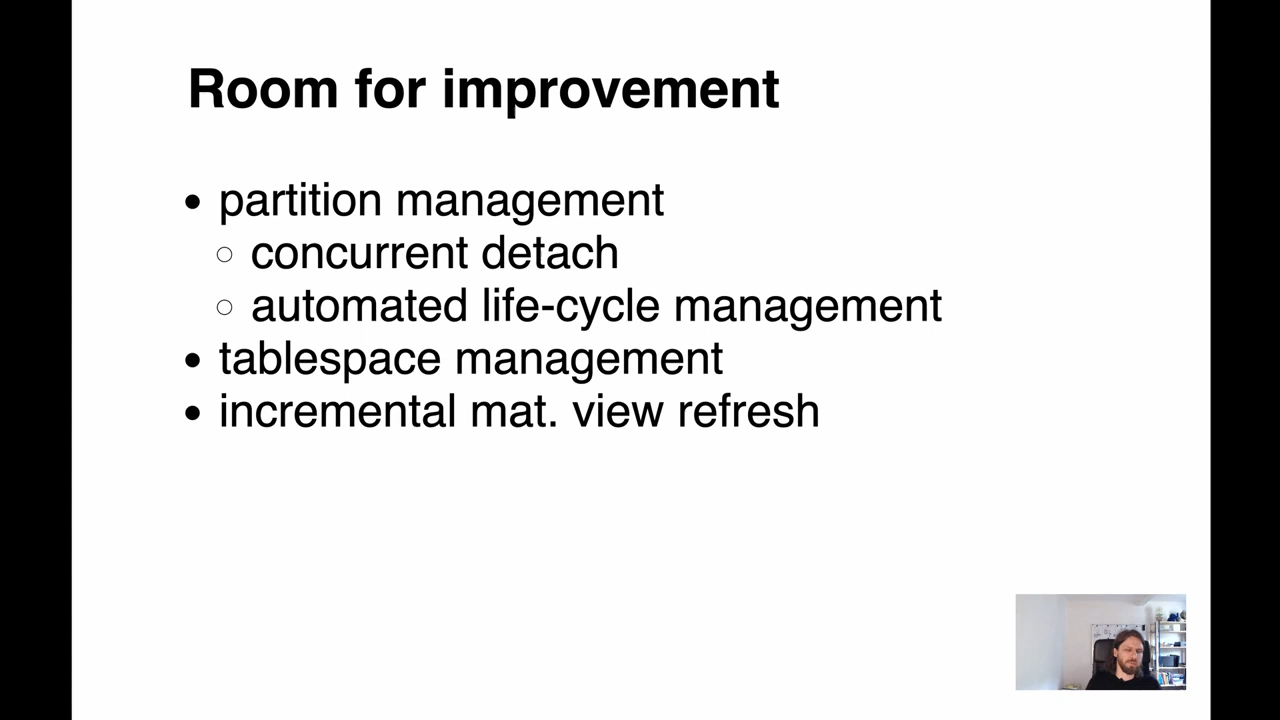 Room for improvement
• partition management
○ concurrent detach
○ automated life-cycle management
• tablespace management
• incremental mat. view refresh